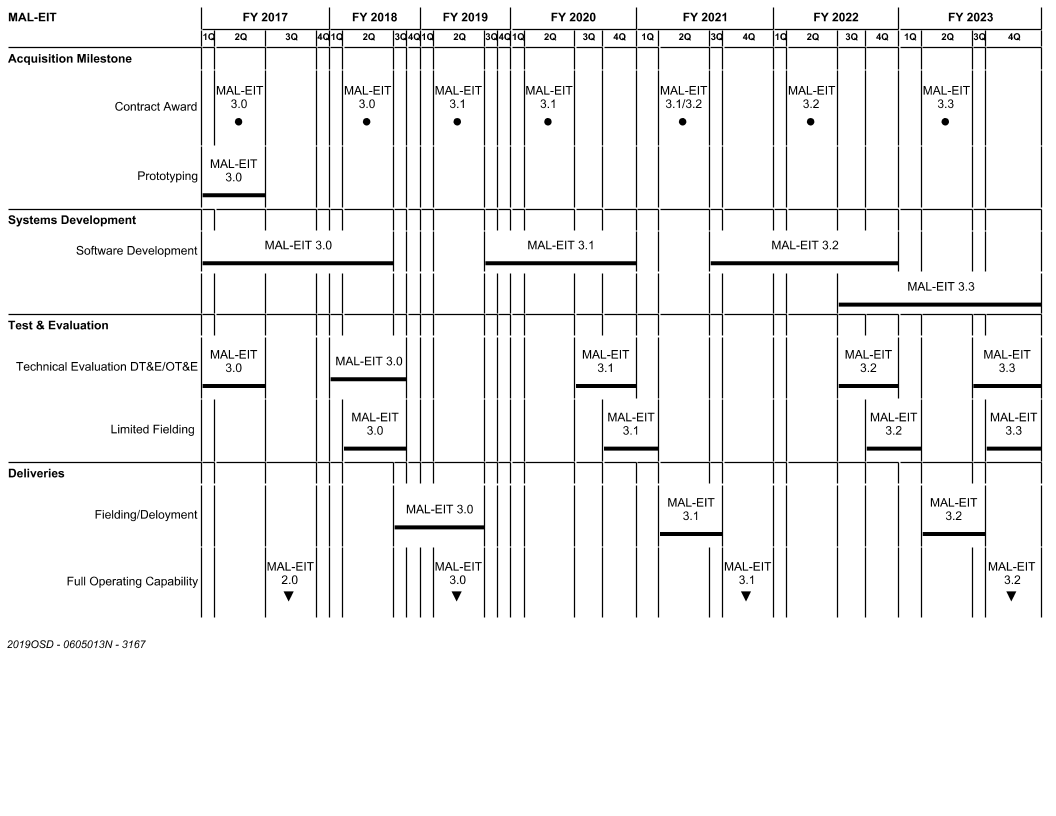 MAL-EIT FY 2017 FY 2018 FY 2019 FY 2020 FY 2021 FY 2022 FY 2023
1Q 2Q 3Q 4Q 1Q 2Q 3Q 4Q 1Q 2Q 3Q 4Q 1Q 2Q 3Q 4Q 1Q 2Q 3Q 4Q 1Q 2Q 3Q 4Q 1Q 2Q 3Q 4Q
Acquisition Milestone
MAL-EIT MAL-EIT MAL-EIT MAL-EIT MAL-EIT MAL-EIT MAL-EIT
Contract Award 3.0 3.0 3.1 3.1 3.1/3.2 3.2 3.3
MAL-EIT
Prototyping 3.0
Systems Development
Software Development MAL-EIT 3.0 MAL-EIT 3.1 MAL-EIT 3.2
MAL-EIT 3.3
Test & Evaluation
MAL-EIT MAL-EIT MAL-EIT MAL-EIT
Technical Evaluation DT&E/OT&E 3.0 MAL-EIT 3.0 3.1 3.2 3.3
MAL-EIT MAL-EIT MAL-EIT MAL-EIT
Limited Fielding 3.0 3.1 3.2 3.3
Deliveries
MAL-EIT MAL-EIT
Fielding/Deloyment MAL-EIT 3.0 3.1 3.2
MAL-EIT MAL-EIT MAL-EIT MAL-EIT
Full Operating Capability 2.0 3.0 3.1 3.2
2019OSD - 0605013N - 3167